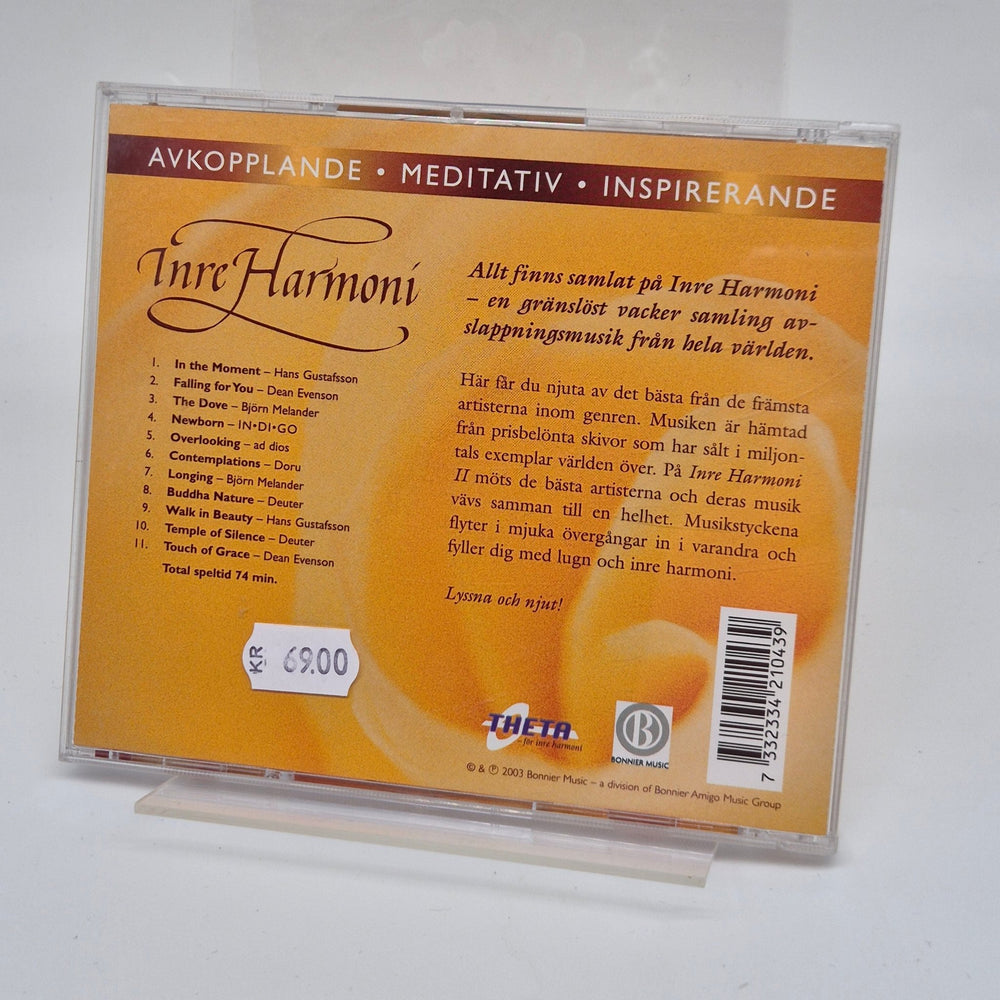 AVKOPPLANDE • MEDITATIV • INSPIRERANDE
Inre Harmoni
1. In the Moment – Hans Gustafsson
2. Falling for You – Dean Evenson
3. The Dove – Björn Melander
4. Newborn – IN•DI•GO
5. Overlooking – ad dios
6. Contemplations – Doru
7. Longing – Björn Melander
8. Buddha Nature – Deuter
9. Walk in Beauty – Hans Gustafsson
10. Temple of Silence – Deuter
11. Touch of Grace – Dean Evenson
Total speltid 74 min.
Allt finns samlat på Inre Harmoni
– en gränslöst vacker samling av-
slappningsmusik från hela världen.
Här får du njuta av det bästa från de främsta
artisterna inom genren. Musiken är hämtad
från prisbelönta skivor som har sålt i miljon-
tals exemplar världen över. På Inre Harmoni
II möts de bästa artisterna och deras musik
vävs samman till en helhet. Musikstyckena
flyter i mjuka övergångar in i varandra och
fyller dig med lugn och inre harmoni.
Lyssna och njut!
KR 69.00
THETA
– för inre harmoni
B
BONNIER MUSIC
7 332334 210439
© & ℗ 2003 Bonnier Music – a division of Bonnier Amigo Music Group